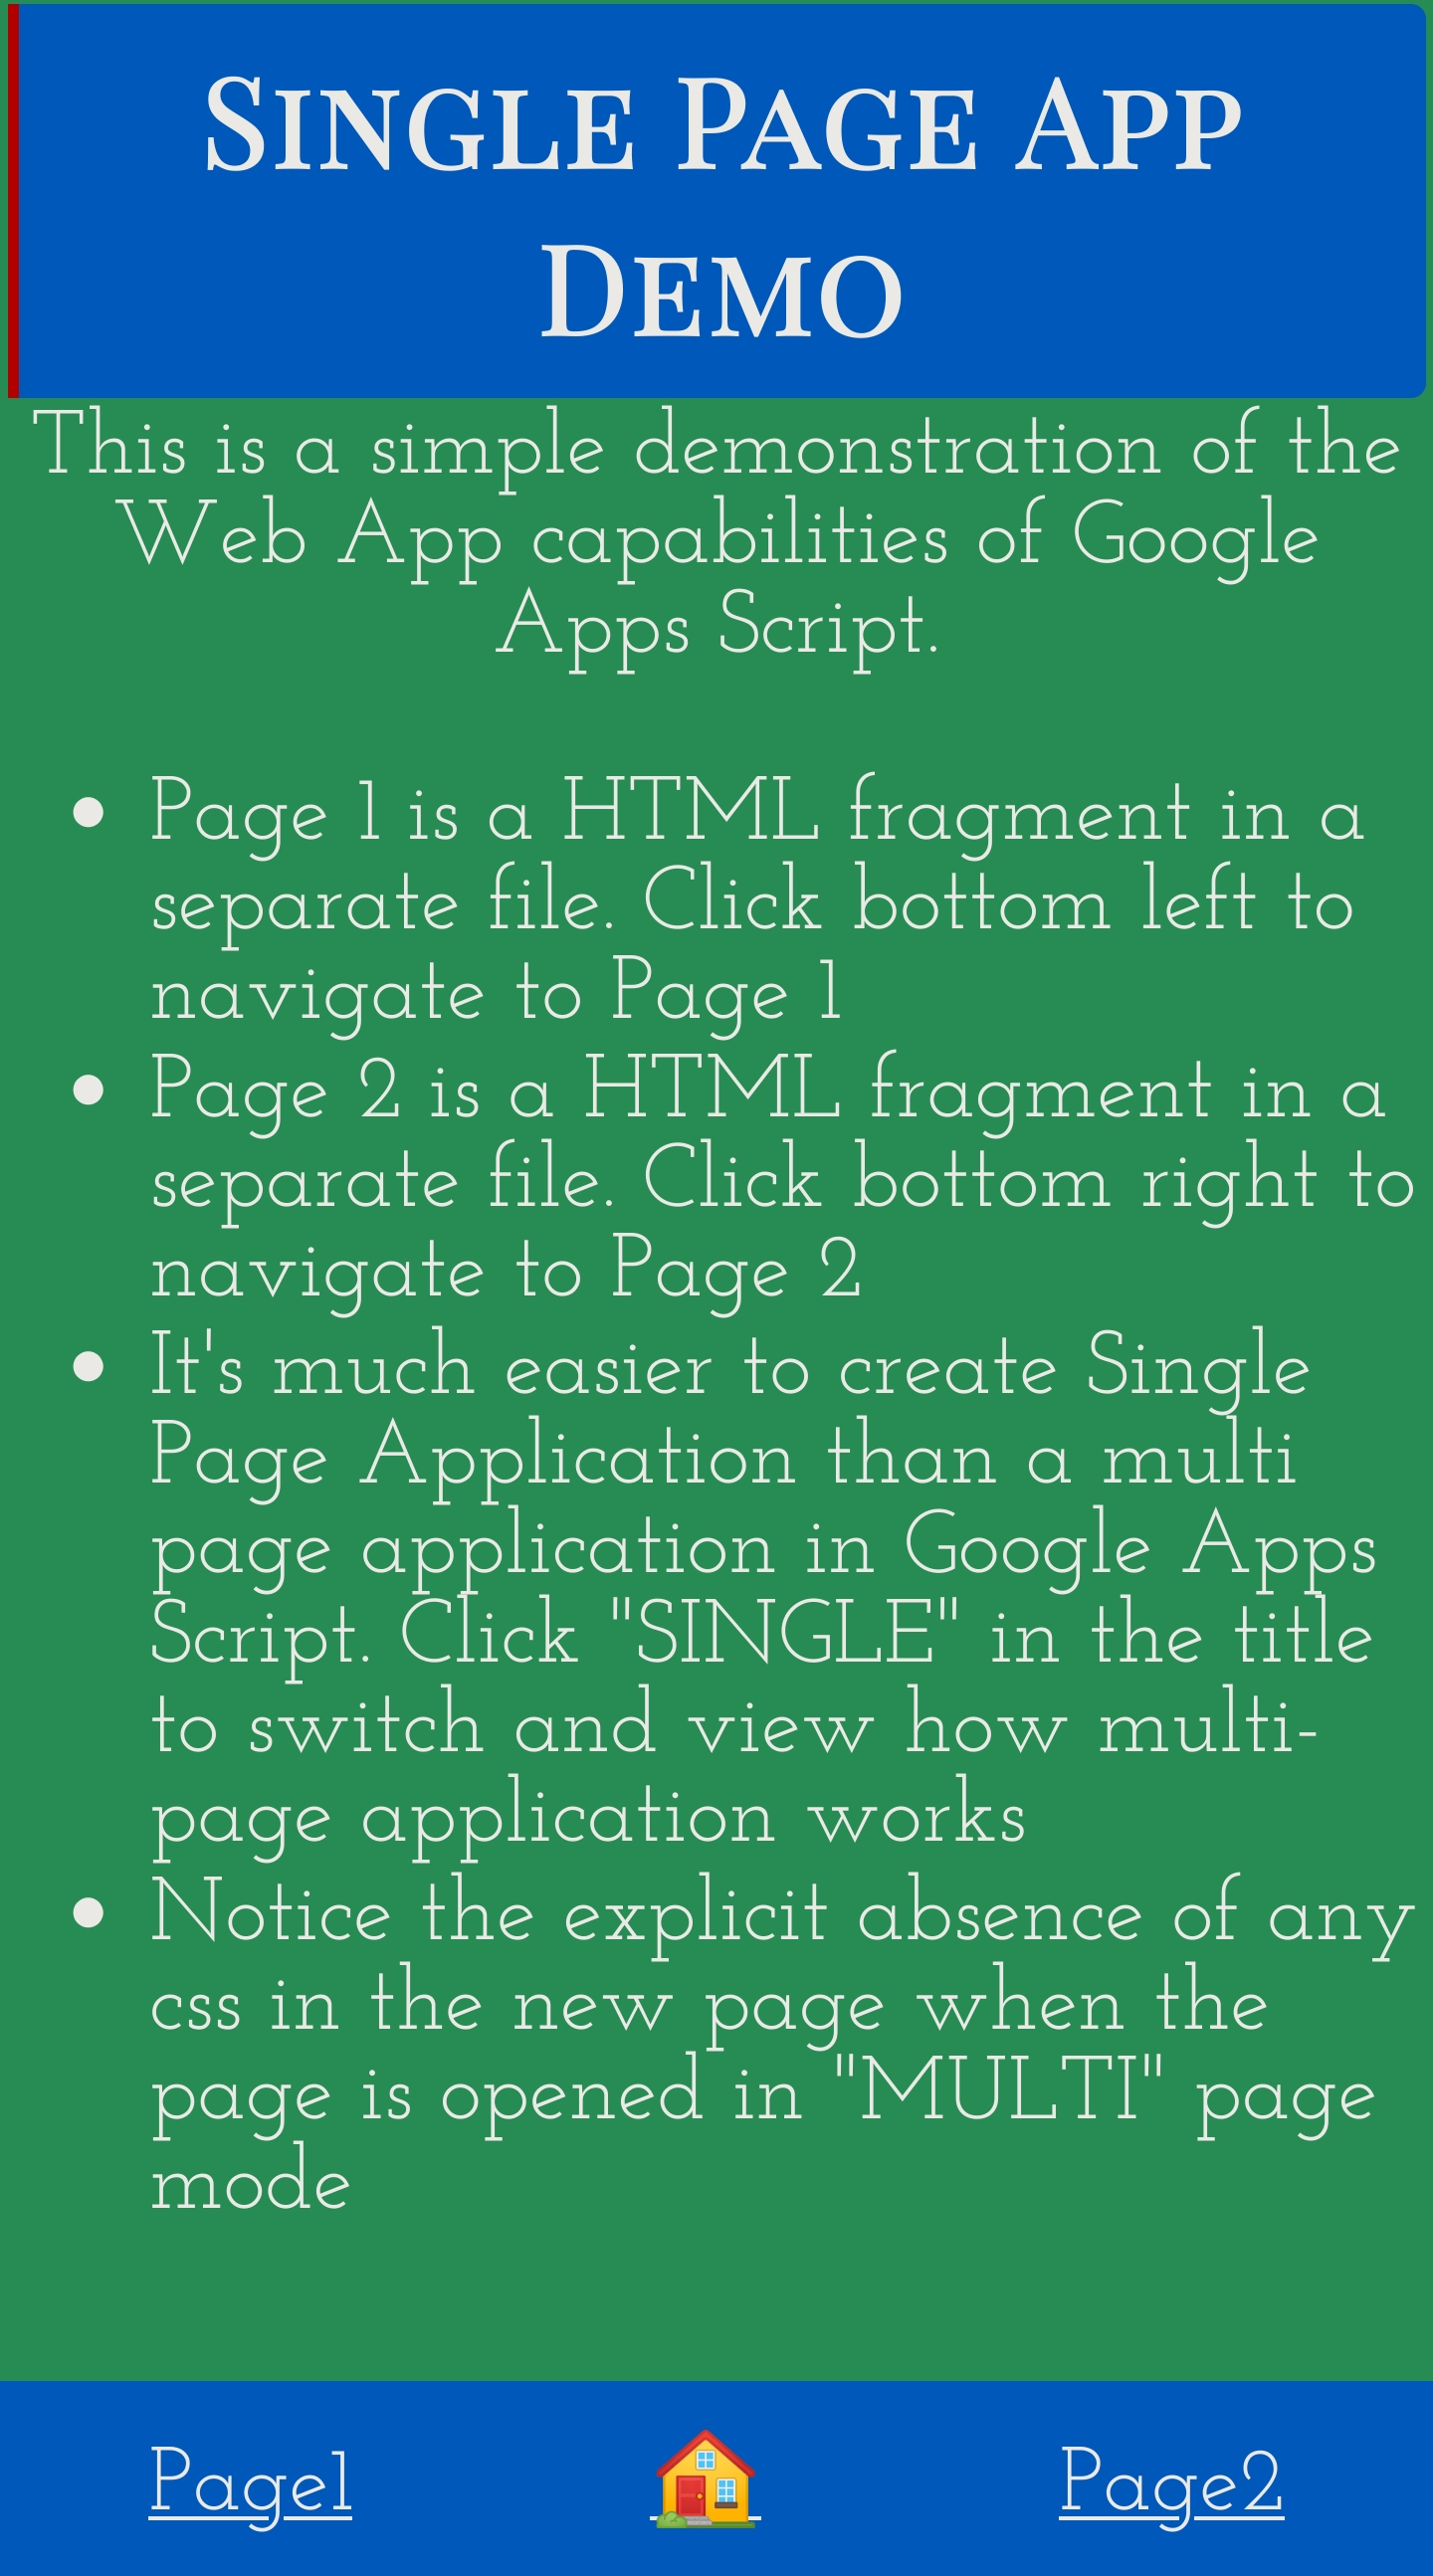 Single Page App
Demo
This is a simple demonstration of the
Web App capabilities of Google
Apps Script.
• Page 1 is a HTML fragment in a
separate file. Click bottom left to
navigate to Page 1
• Page 2 is a HTML fragment in a
separate file. Click bottom right to
navigate to Page 2
• It's much easier to create Single
Page Application than a multi
page application in Google Apps
Script. Click "SINGLE" in the title
to switch and view how multi-
page application works
• Notice the explicit absence of any
css in the new page when the
page is opened in "MULTI" page
mode
Page1 🏠 Page2